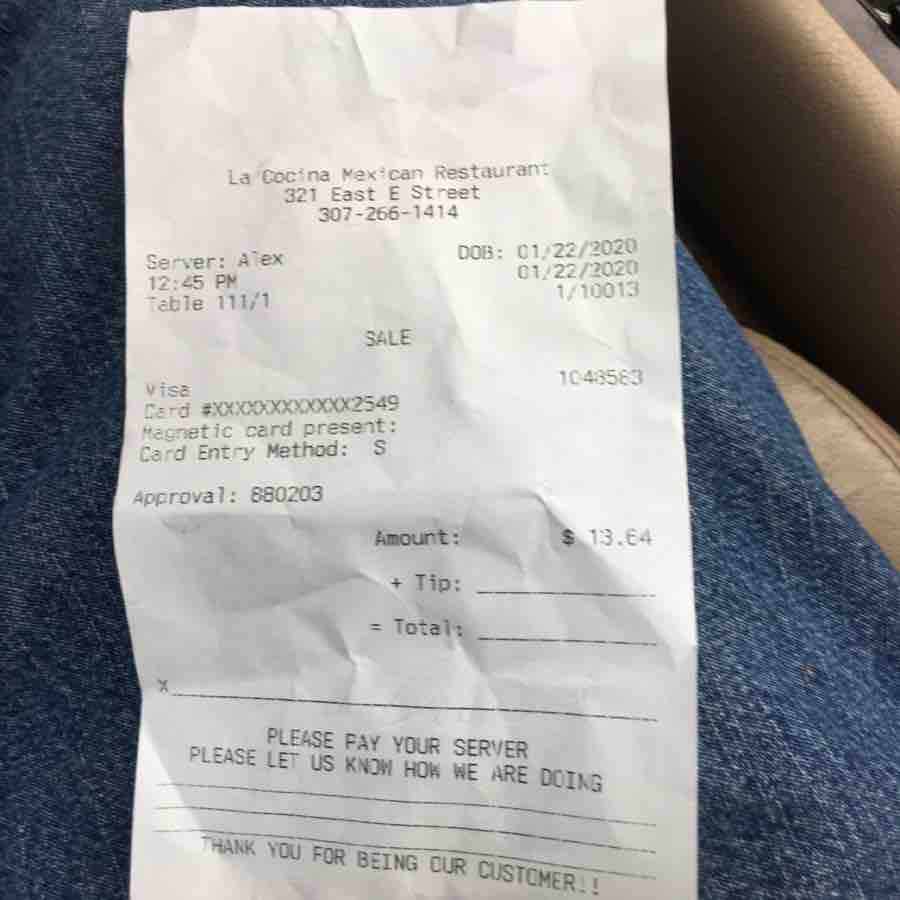 La Cocina Mexican Restaurant
321 East E Street
307-266-1414
Server: Alex DOB: 01/22/2020
12:45 PM 01/22/2020
Table 111/1 1/10013
SALE
Visa 1048583
Card #XXXXXXXXXXXX2549
Magnetic card present:
Card Entry Method: S
Approval: 880203
Amount: $ 13.64
+ Tip:
= Total:
X
PLEASE PAY YOUR SERVER
PLEASE LET US KNOW HOW WE ARE DOING
THANK YOU FOR BEING OUR CUSTOMER!!